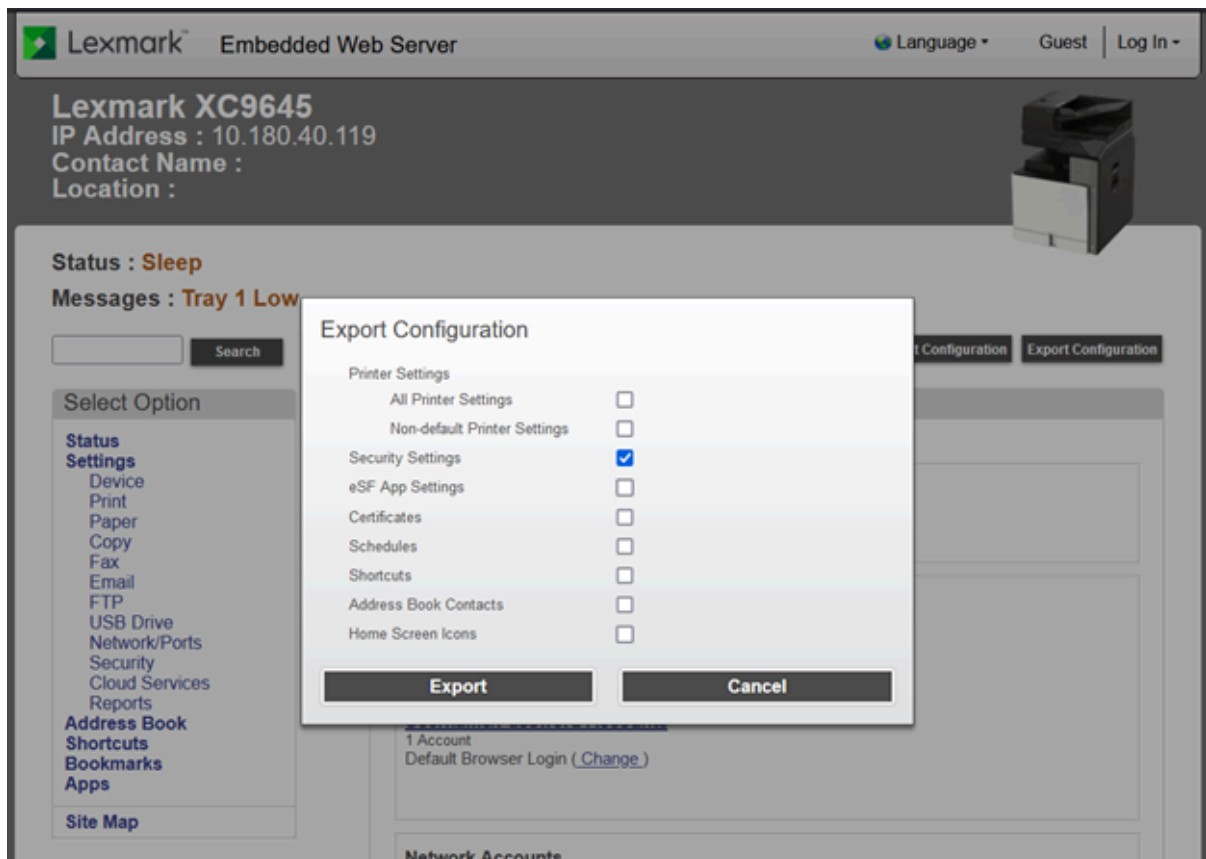 Lexmark™ Embedded Web Server Language Guest Log In
Lexmark XC9645
IP Address : 10.180.40.119
Contact Name :
Location :
Status : Sleep
Messages : Tray 1 Low
Search
Configuration Export Configuration
Select Option
Status
Settings
Device
Print
Paper
Copy
Fax
Email
FTP
USB Drive
Network/Ports
Security
Cloud Services
Reports
Address Book
Shortcuts
Bookmarks
Apps
Site Map
Export Configuration
Printer Settings
All Printer Settings
Non-default Printer Settings
Security Settings
eSF App Settings
Certificates
Schedules
Shortcuts
Address Book Contacts
Home Screen Icons
Export Cancel
1 Account
Default Browser Login ( Change )
Network Accounts